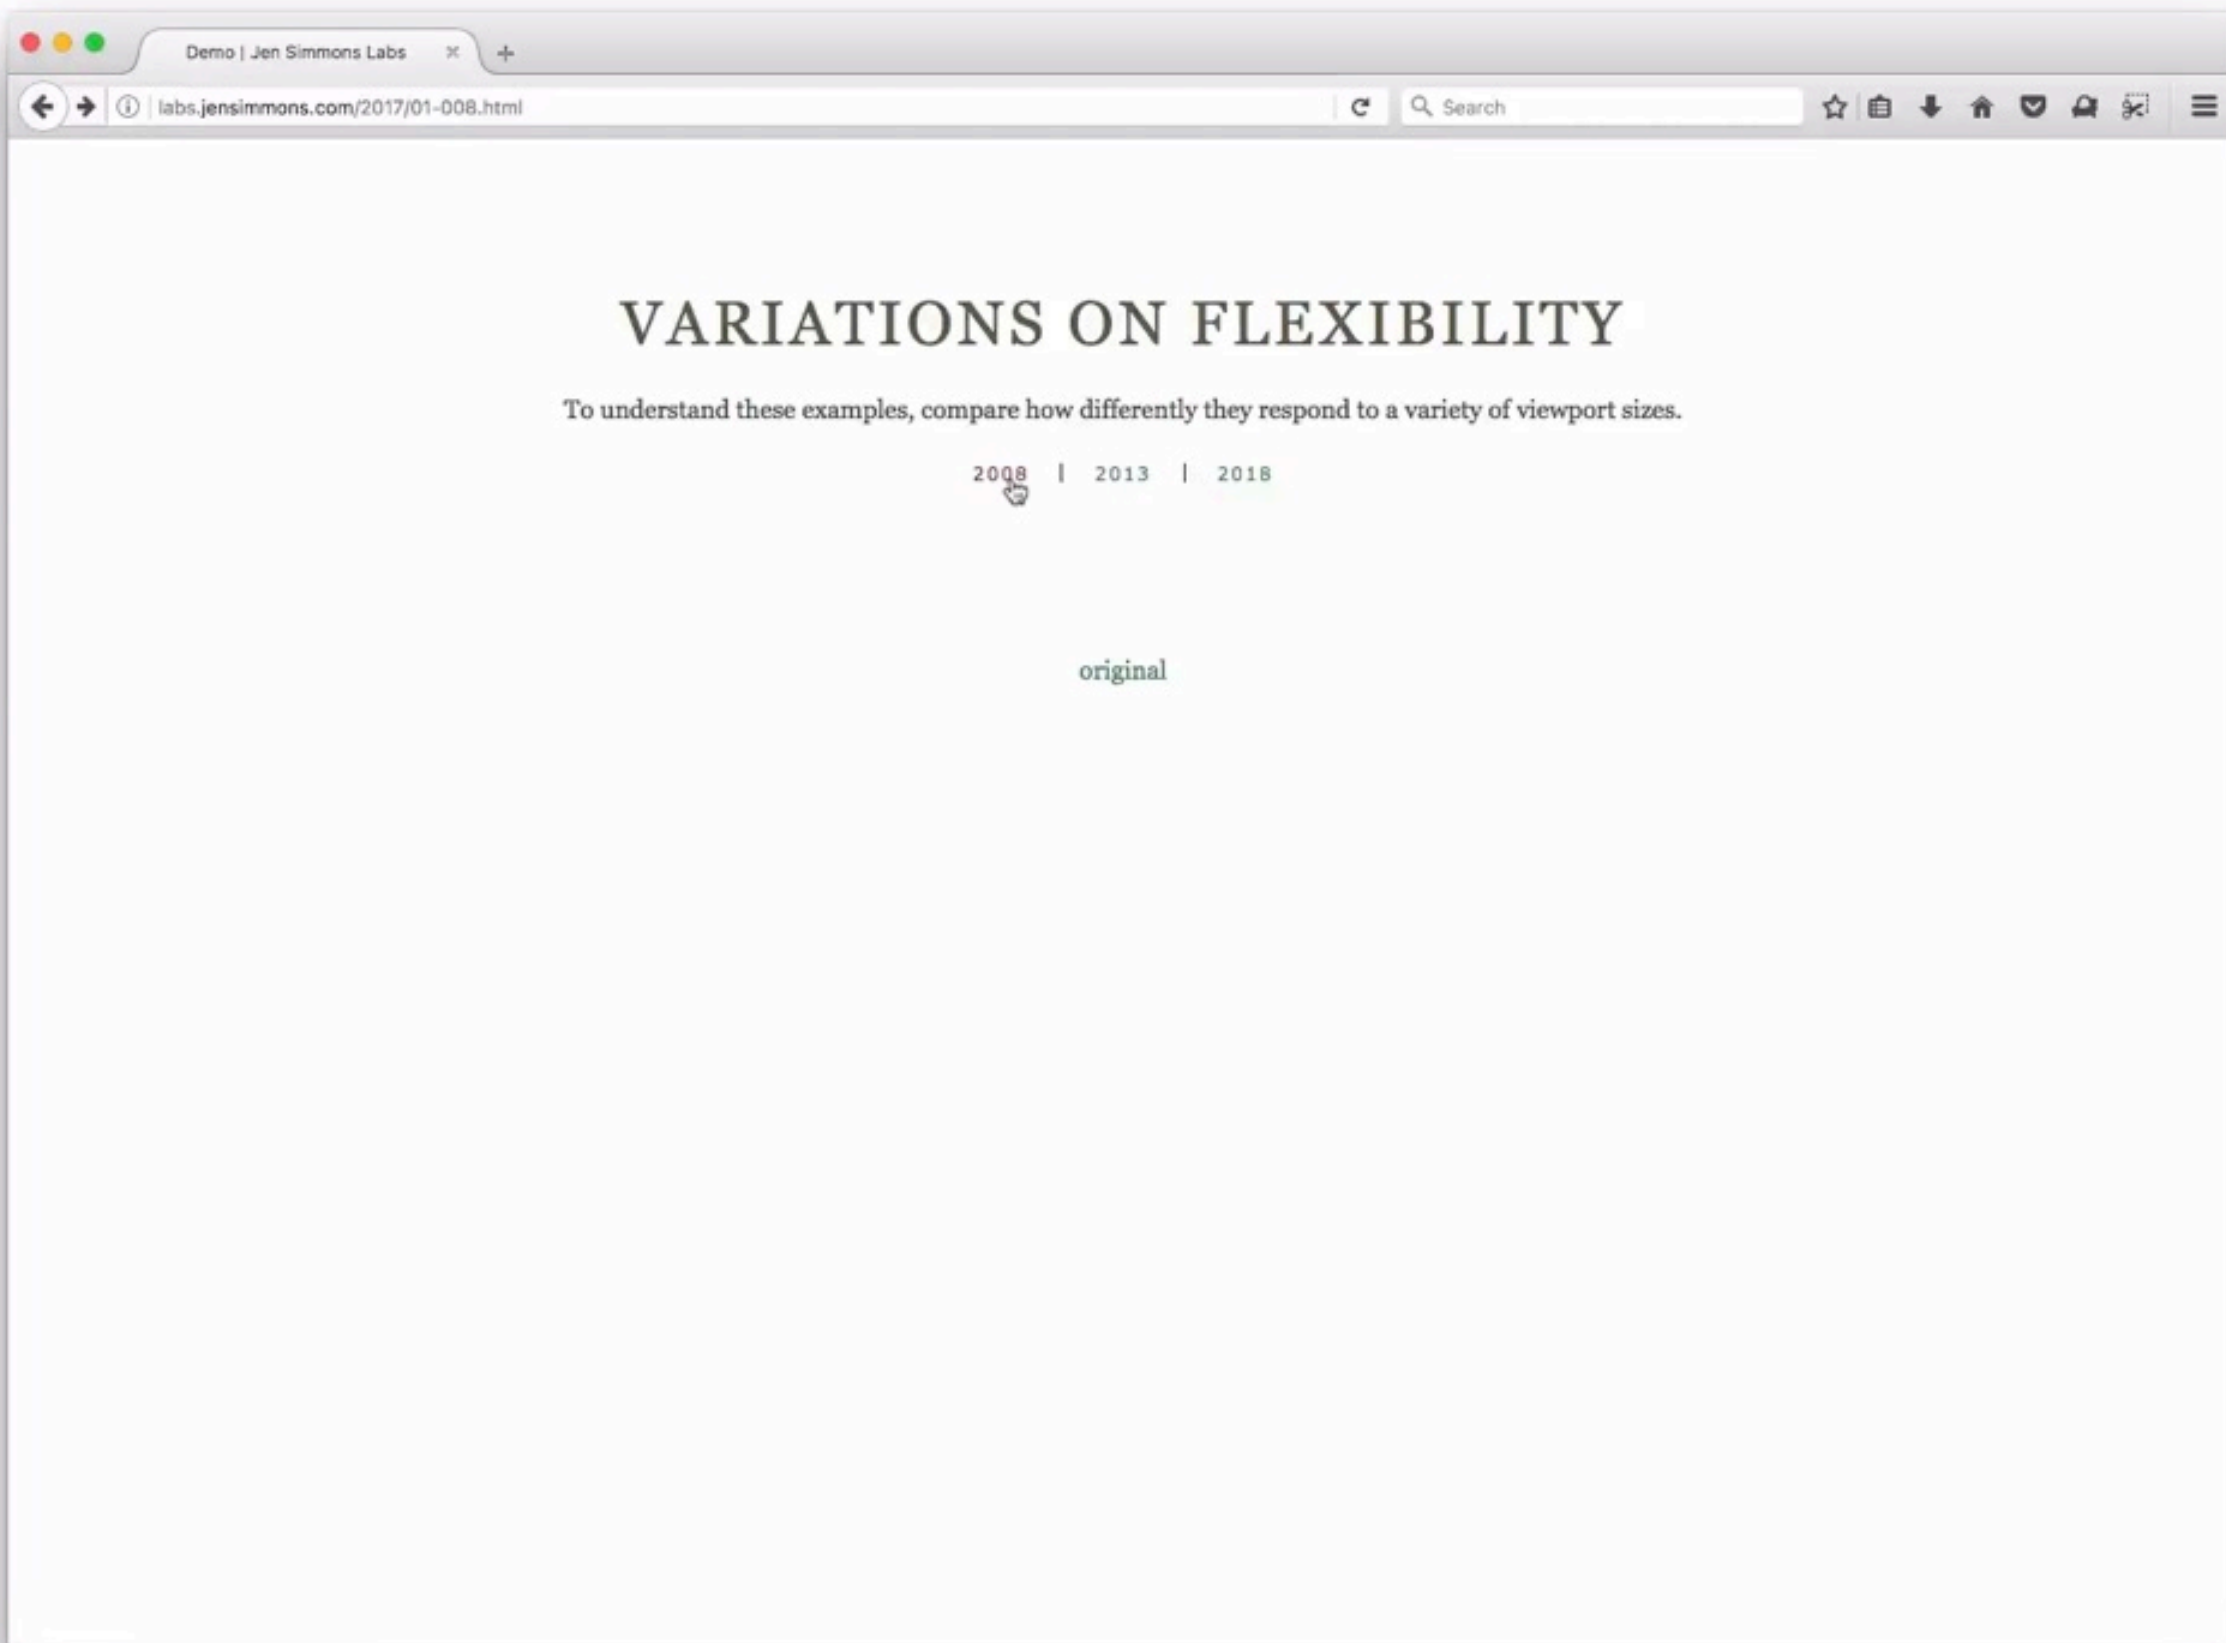 Demo | Jen Simmons Labs
labs.jensimmons.com/2017/01-008.html
Search
VARIATIONS ON FLEXIBILITY
To understand these examples, compare how differently they respond to a variety of viewport sizes.
2008 | 2013 | 2018
original